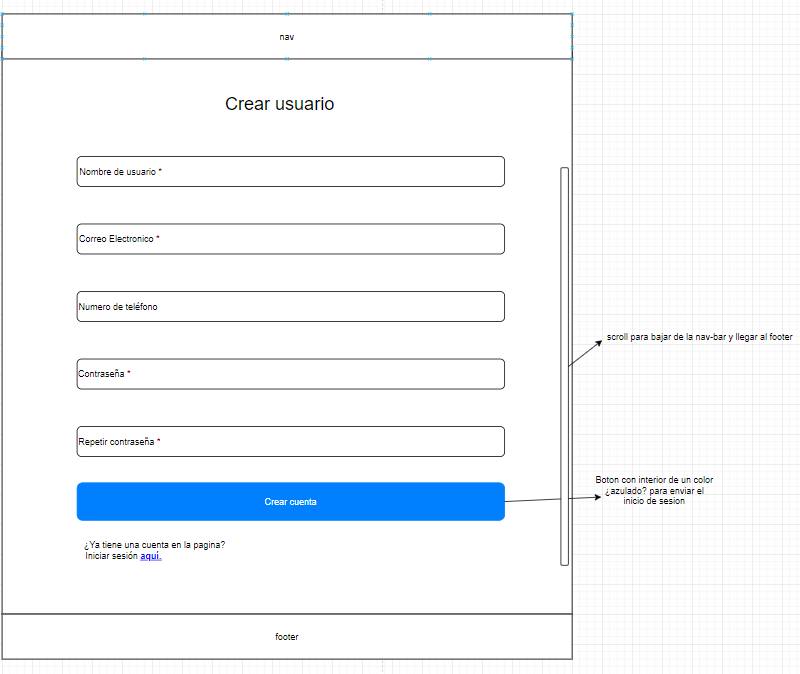 nav
Crear usuario
Nombre de usuario *
Correo Electronico *
Numero de teléfono
scroll para bajar de la nav-bar y llegar al footer
Contraseña *
Repetir contraseña *
Boton con interior de un color
¿azulado? para enviar el
inicio de sesion
Crear cuenta
¿Ya tiene una cuenta en la pagina?
Iniciar sesión aquí.
footer